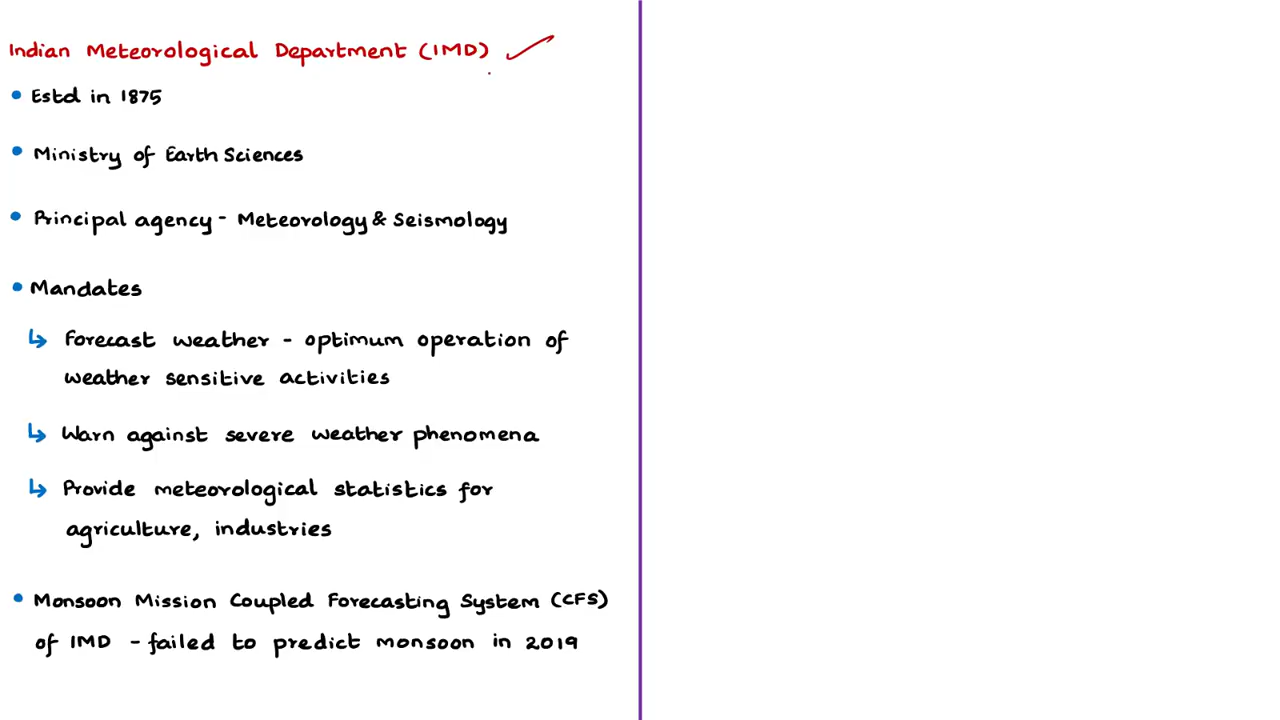 Indian Meteorological Department (IMD)
Estd in 1875
Ministry of Earth Sciences
Principal agency - Meteorology & Seismology
Mandates
Forecast weather - optimum operation of
weather sensitive activities
Warn against severe weather phenomena
Provide meteorological statistics for
agriculture, industries
Monsoon Mission Coupled Forecasting System (CFS)
of IMD - failed to predict monsoon in 2019